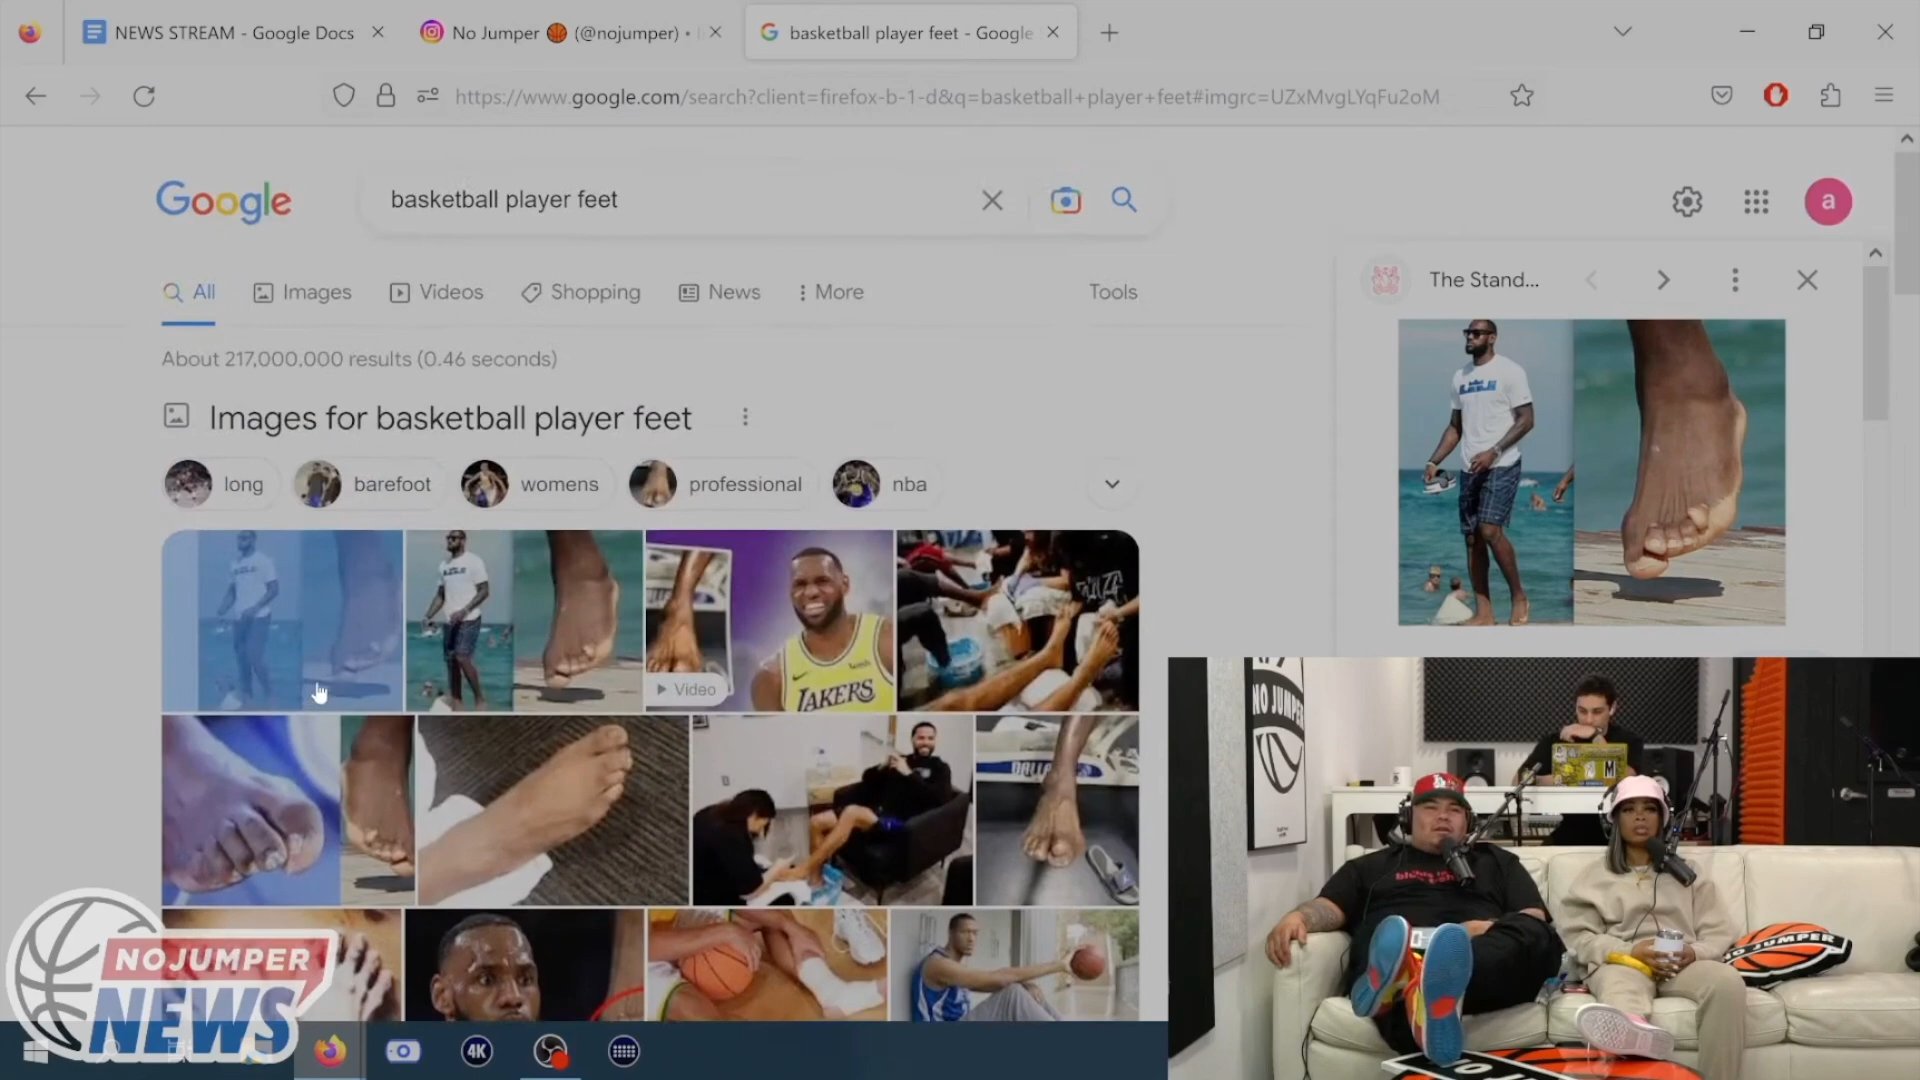 NEWS STREAM - Google Docs
No Jumper 🏀 (@nojumper) •
basketball player feet - Google
https://www.google.com/search?client=firefox-b-1-d&q=basketball+player+feet#imgrc=UZxMvgLYqFu2oM
Google
basketball player feet
a
All
Images
Videos
Shopping
News
More
Tools
The Stand...
About 217,000,000 results (0.46 seconds)
Images for basketball player feet
long
barefoot
womens
professional
nba
Video
LAKERS
NO JUMPER
NO JUMPER
NOJUMPER
NEWS
4K